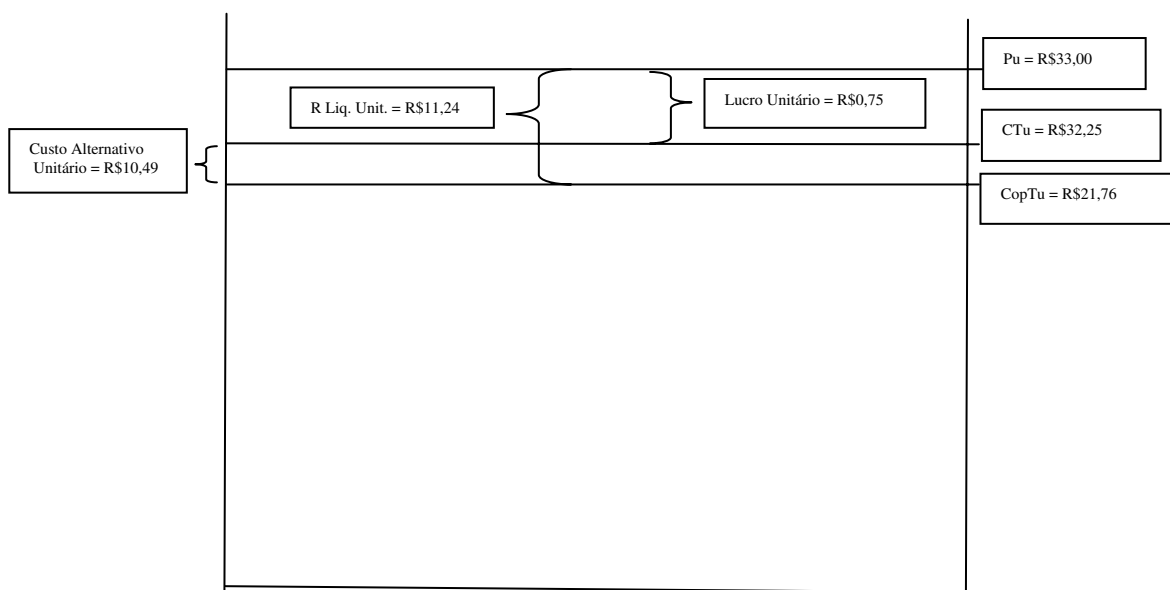 Pu = R$33,00
R Liq. Unit. = R$11,24
Lucro Unitário = R$0,75
CTu = R$32,25
Custo Alternativo
Unitário = R$10,49
CopTu = R$21,76